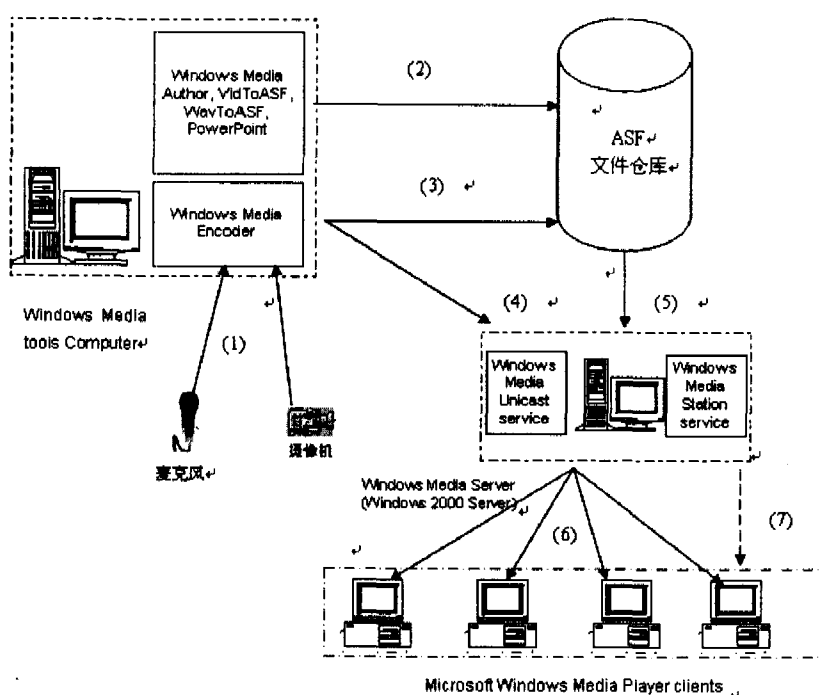 Windows Media
Author, VidToASF,
WavToASF,
PowerPoint
(2)
ASF
文件仓库
(3)
Windows Media
Encoder
Windows Media
tools Computer
(1)
(4)
(5)
麦克风
摄像机
Windows
Media
Unicast
service
Windows
Media
Station
service
Windows Media Server
(Windows 2000 Server)
(6)
(7)
Microsoft Windows Media Player clients